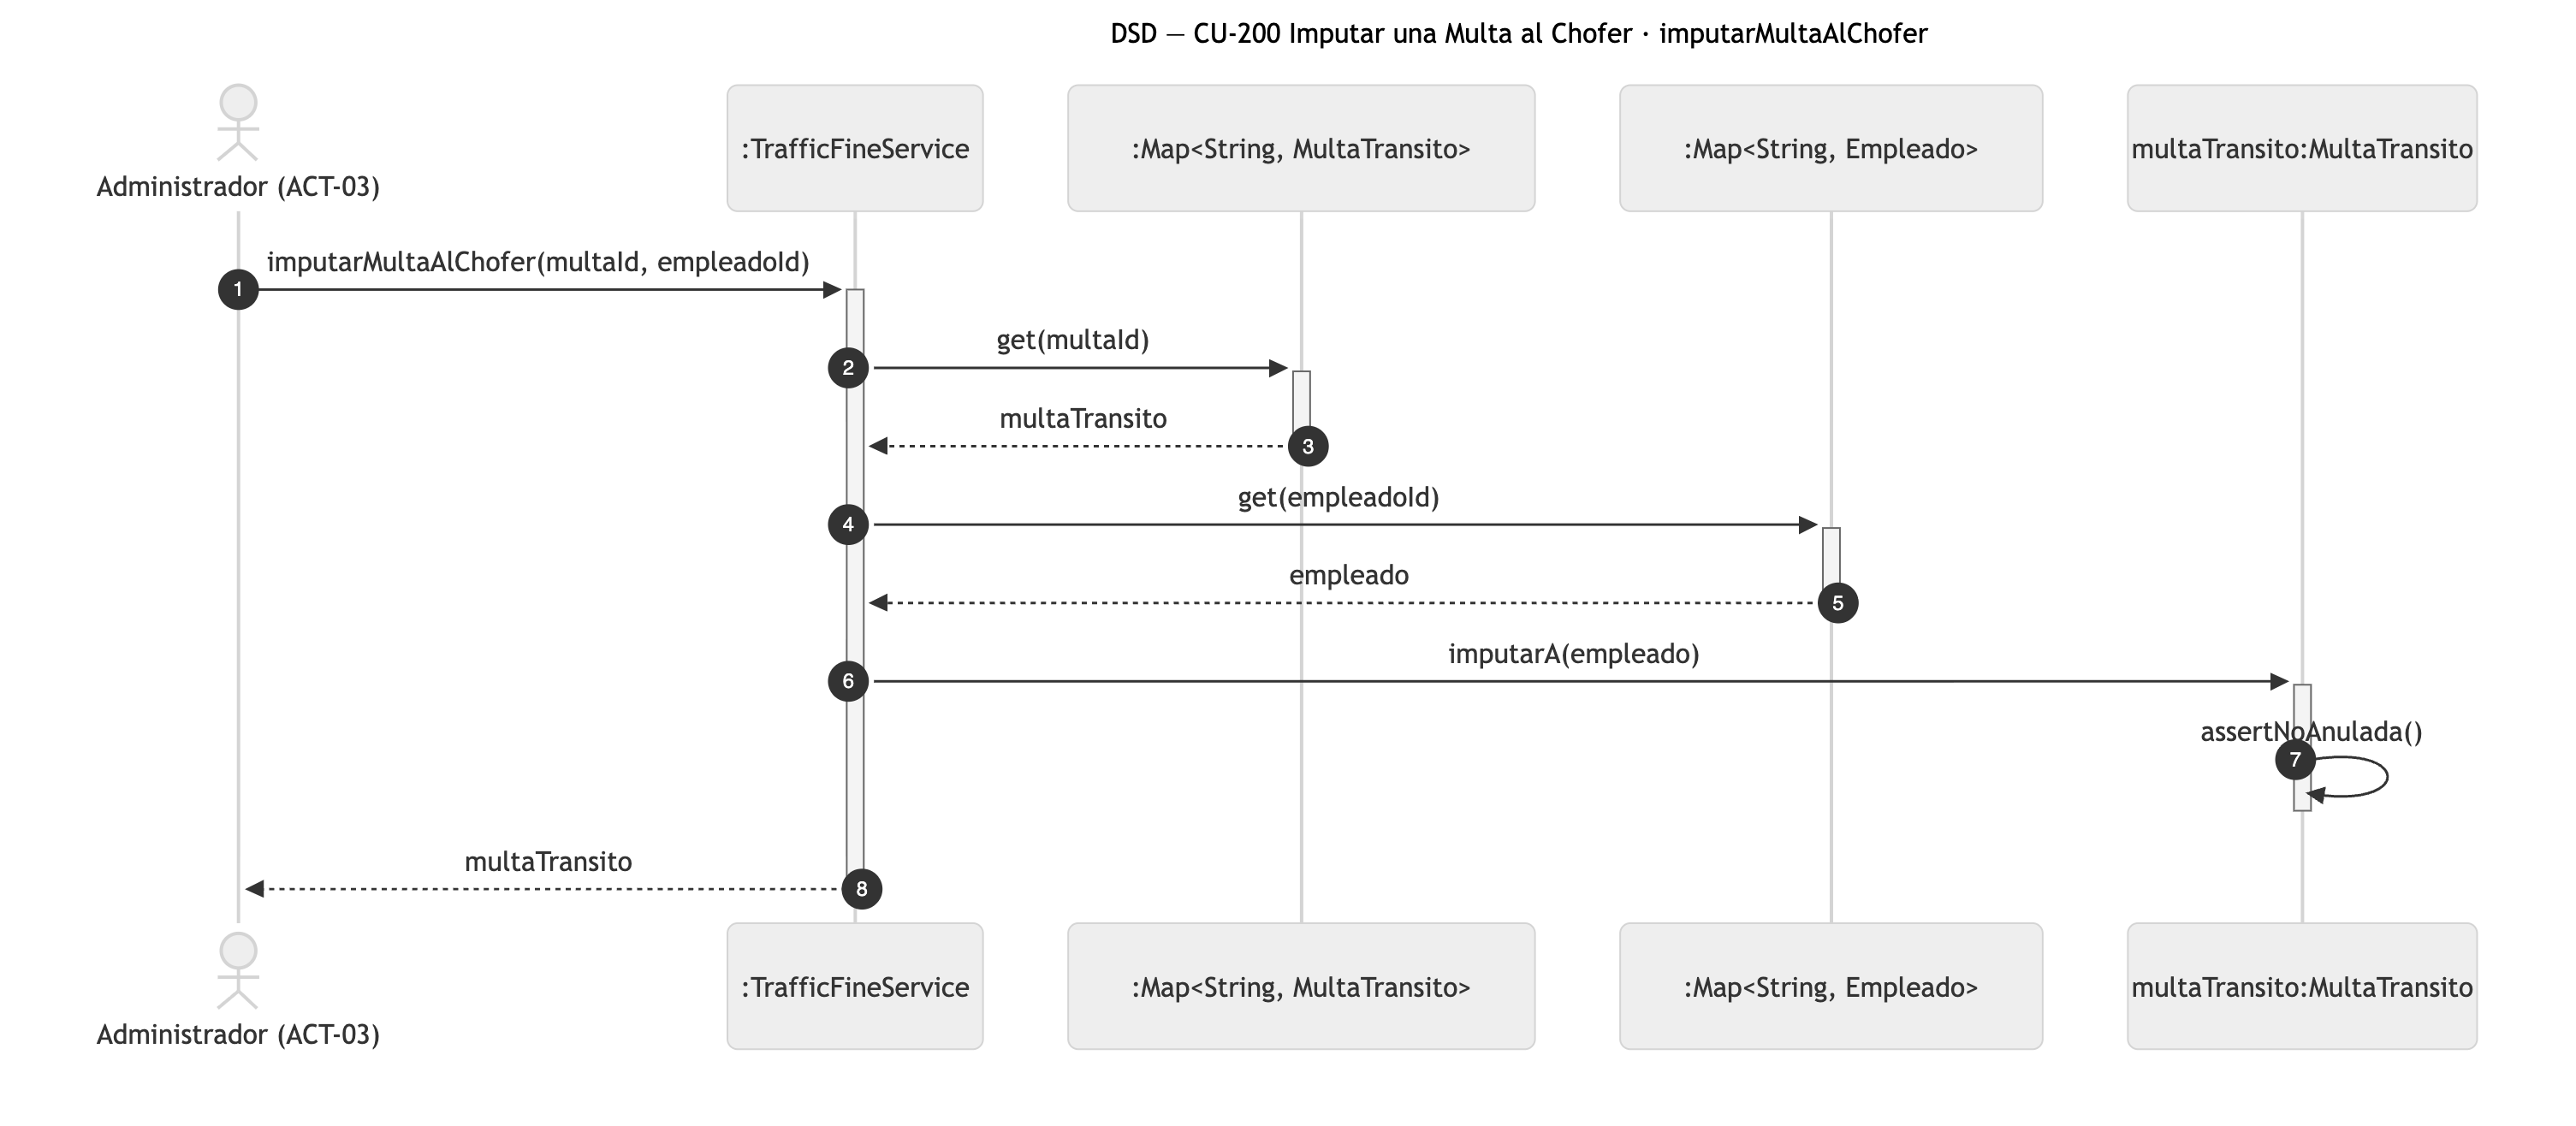 DSD — CU-200 Imputar una Multa al Chofer · imputarMultaAlChofer
Administrador (ACT-03)
:TrafficFineService
:Map<String, MultaTransito>
:Map<String, Empleado>
multaTransito:MultaTransito
imputarMultaAlChofer(multaId, empleadoId)
1
get(multaId)
2
multaTransito
3
get(empleadoId)
4
empleado
5
imputarA(empleado)
6
assertNoAnulada()
7
multaTransito
8
Administrador (ACT-03)
:TrafficFineService
:Map<String, MultaTransito>
:Map<String, Empleado>
multaTransito:MultaTransito